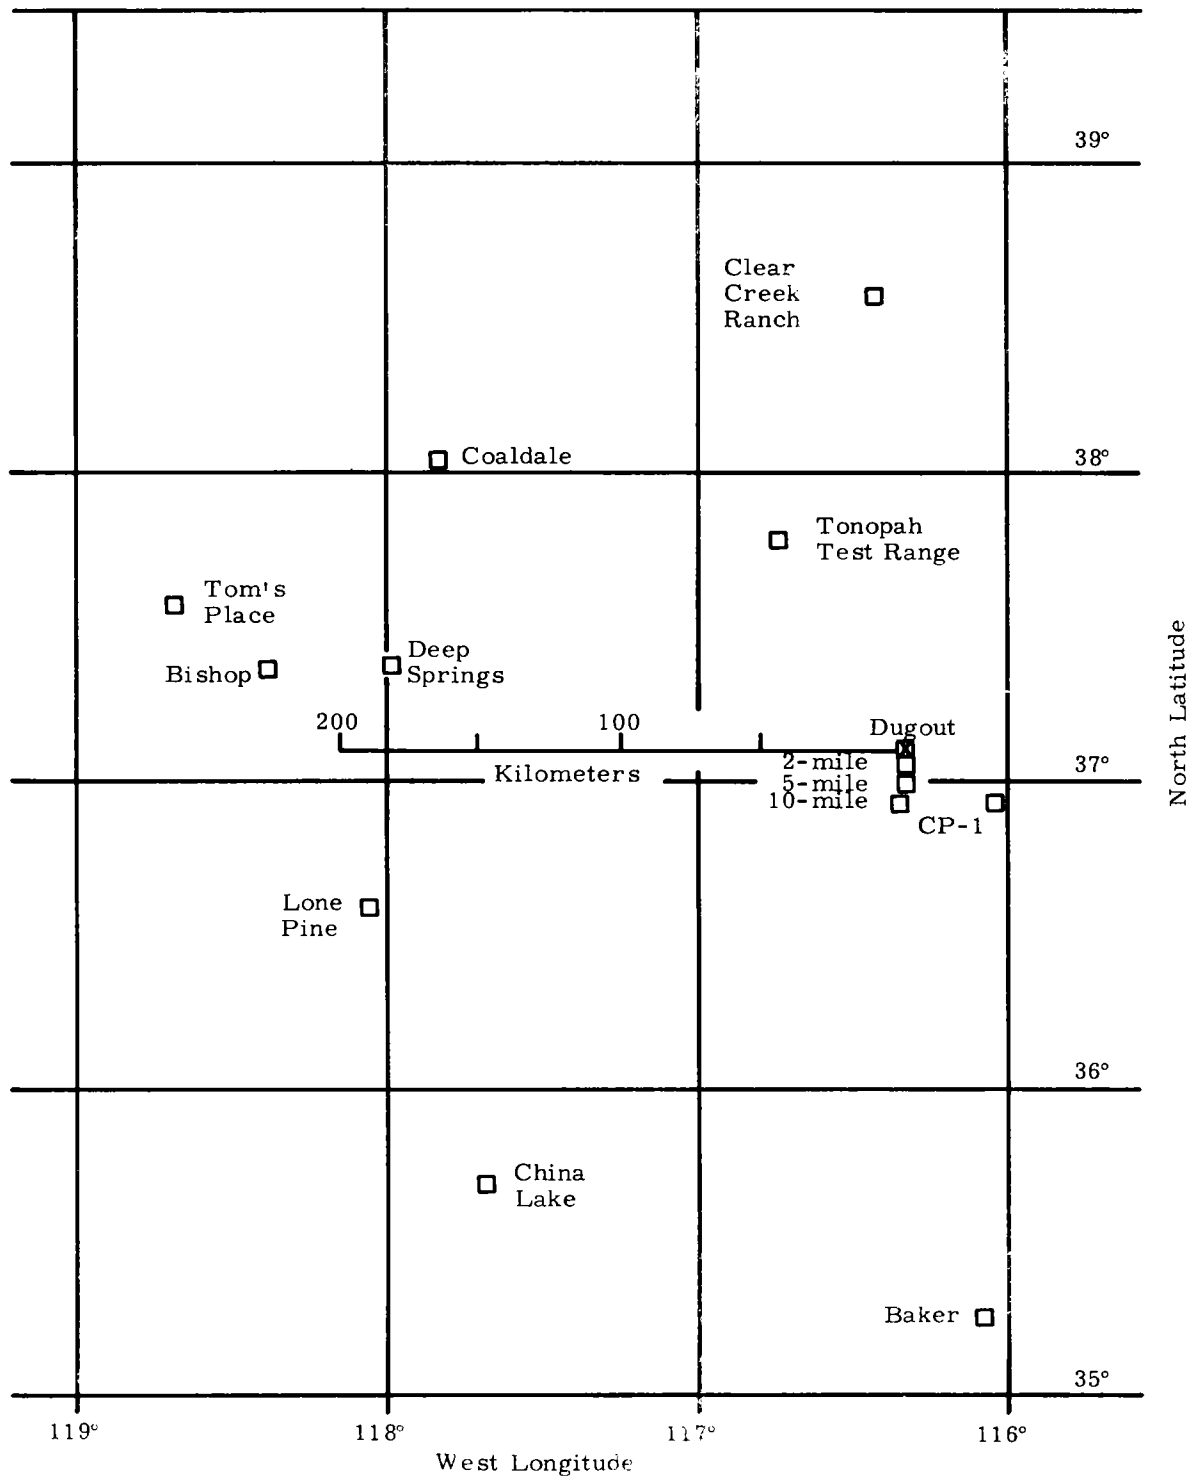 39°
Clear
Creek
Ranch
Coaldale
38°
Tonopah
Test Range
Tom's
Place
Deep
Springs
Bishop
North Latitude
200
100
Dugout
2-mile
Kilometers
37°
5-mile
10-mile
CP-1
Lone
Pine
36°
China
Lake
Baker
35°
119°
118°
117°
116°
West Longitude